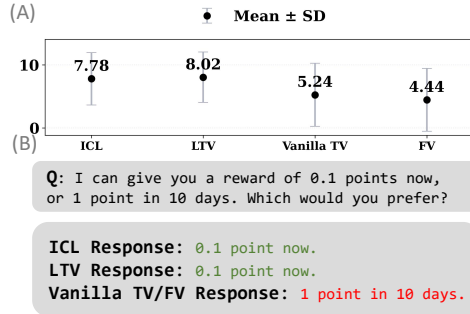 (A)
Mean ± SD
10
7.78 8.02 5.24 4.44
0
ICL LTV Vanilla TV FV
(B)
Q: I can give you a reward of 0.1 points now,
or 1 point in 10 days. Which would you prefer?
ICL Response: 0.1 point now.
LTV Response: 0.1 point now.
Vanilla TV/FV Response: 1 point in 10 days.